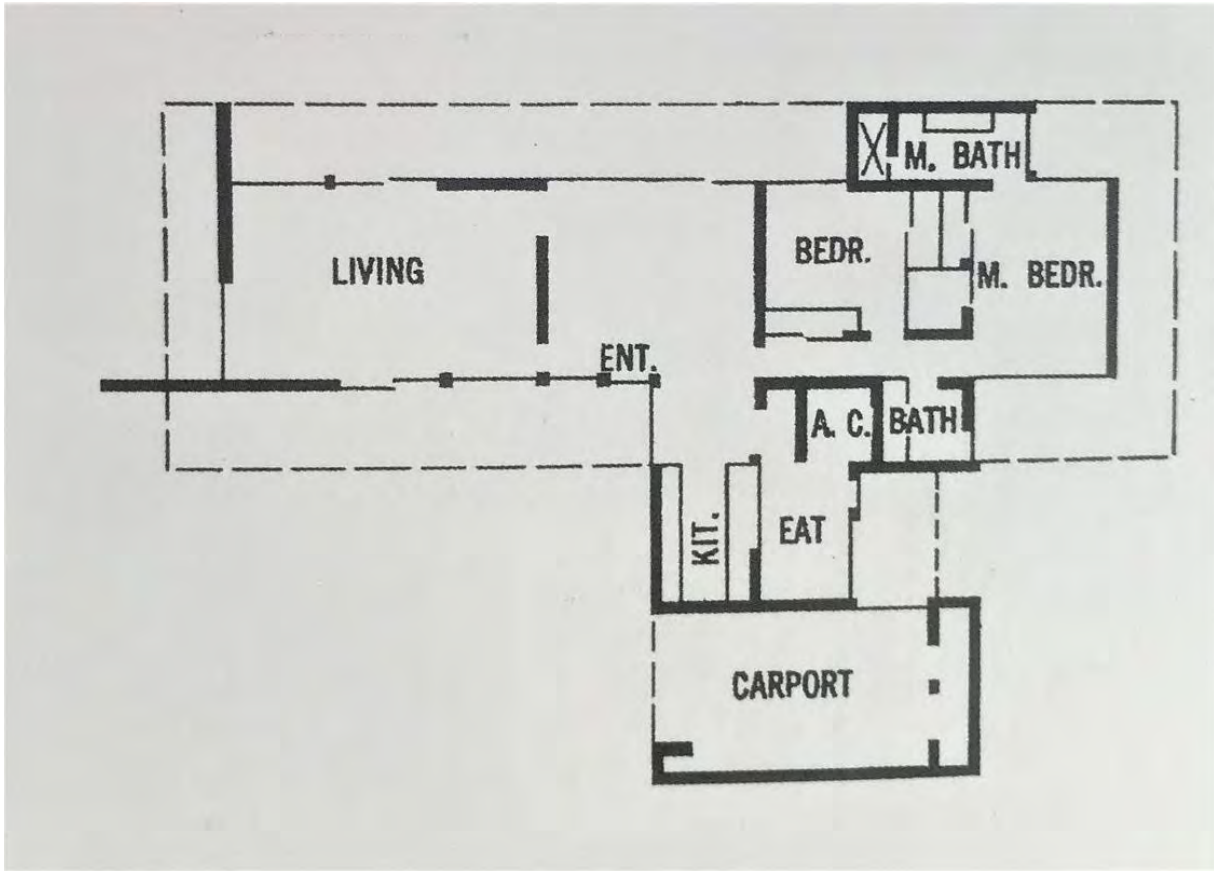 M. BATH
BEDR.
LIVING
M. BEDR.
ENT.
A. C.
BATH
KIT.
EAT
CARPORT